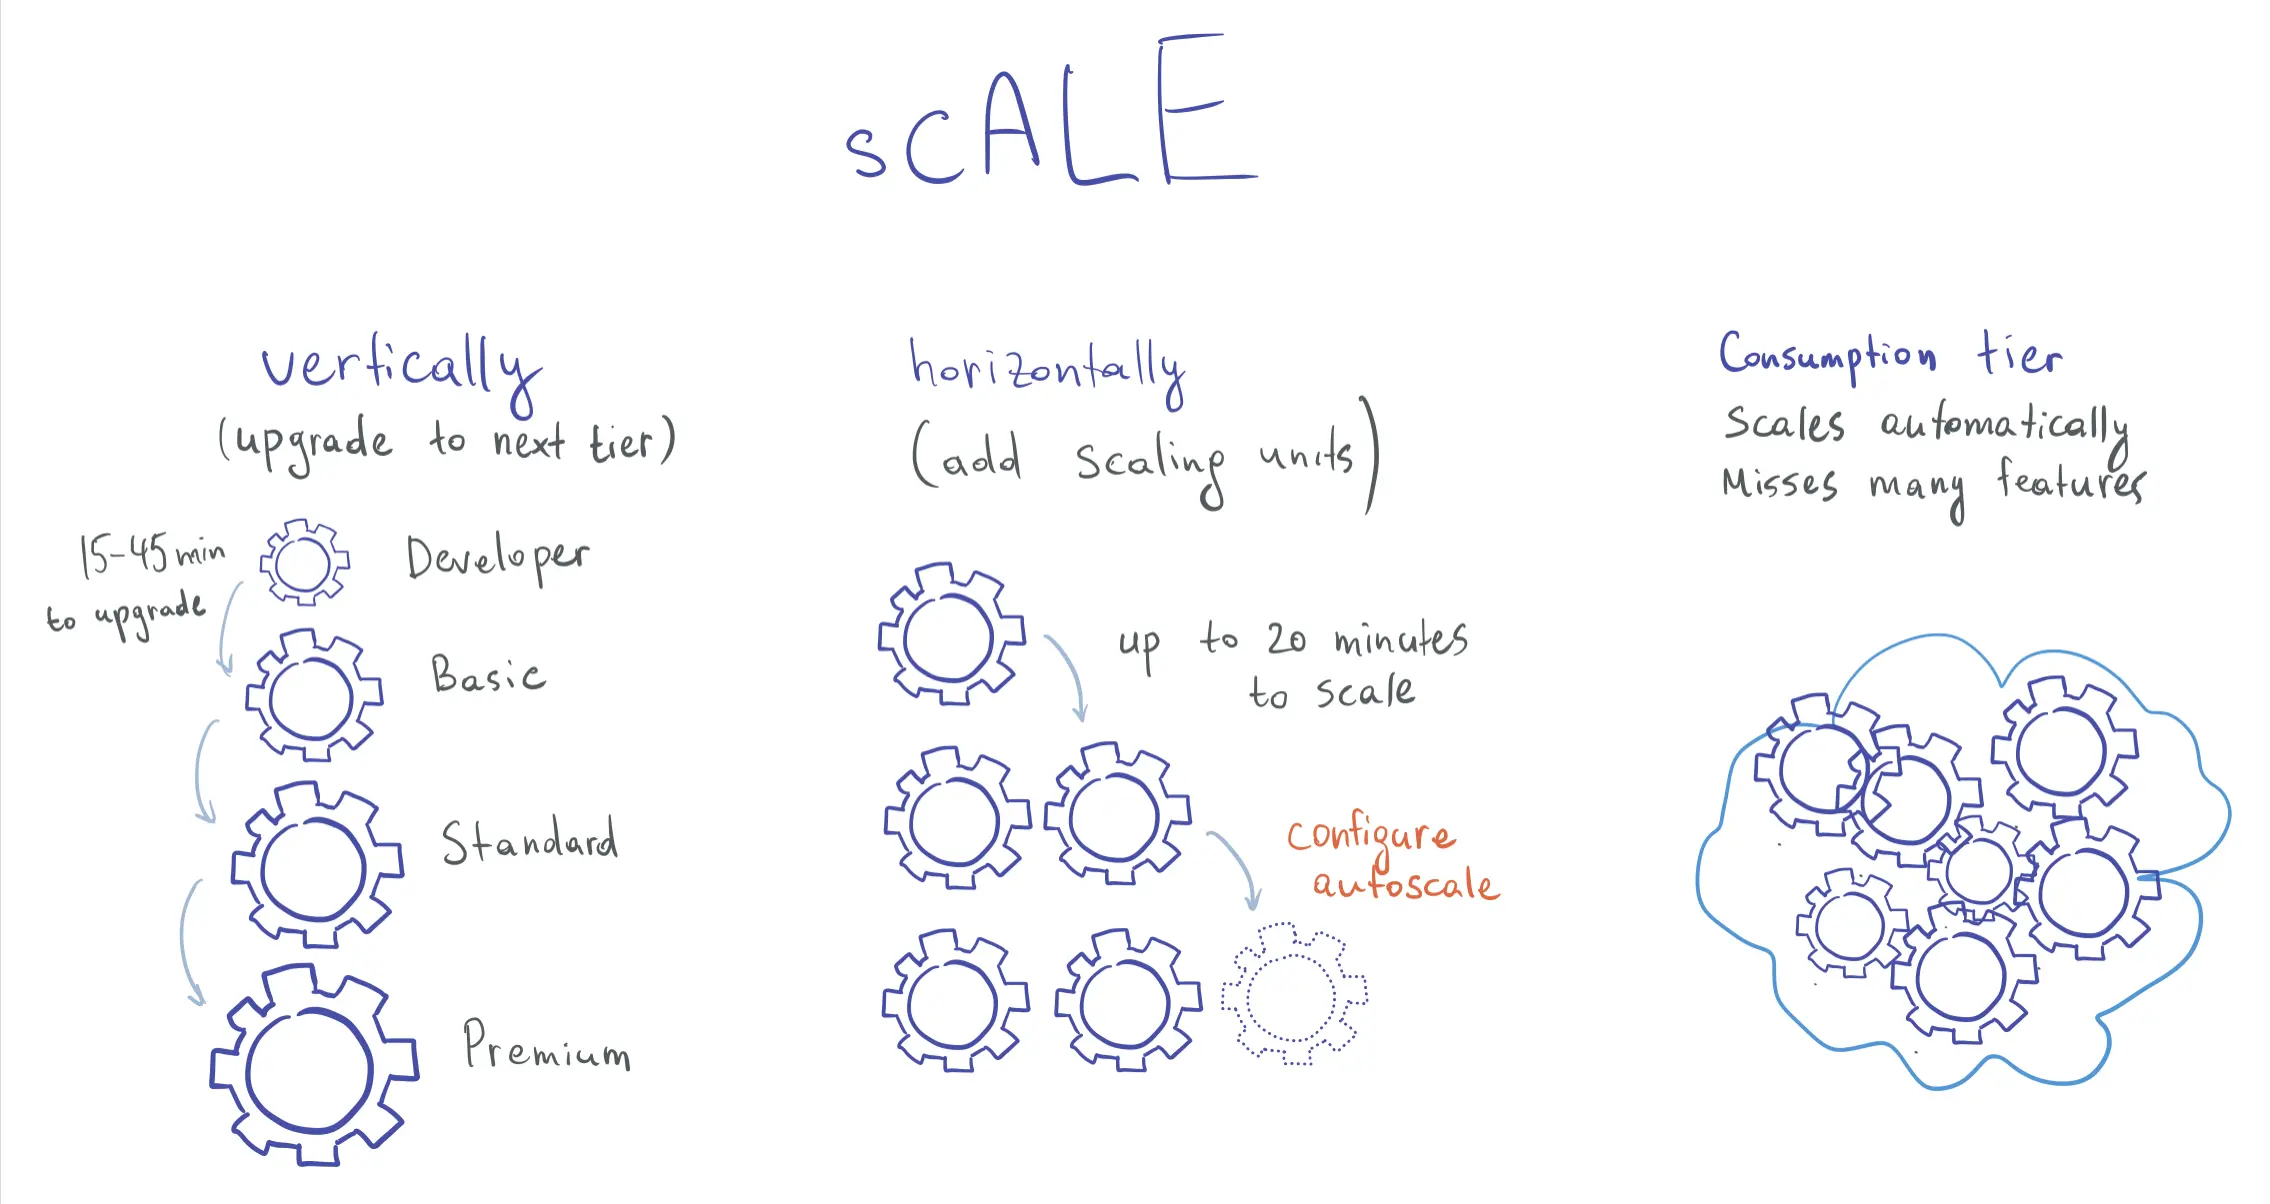 sCALE
vertically
(upgrade to next tier)
15-45 min
to upgrade
Developer
Basic
Standard
Premium
horizontally
(add scaling units)
up to 20 minutes
to scale
configure
autoscale
Consumption tier
Scales automatically
Misses many features